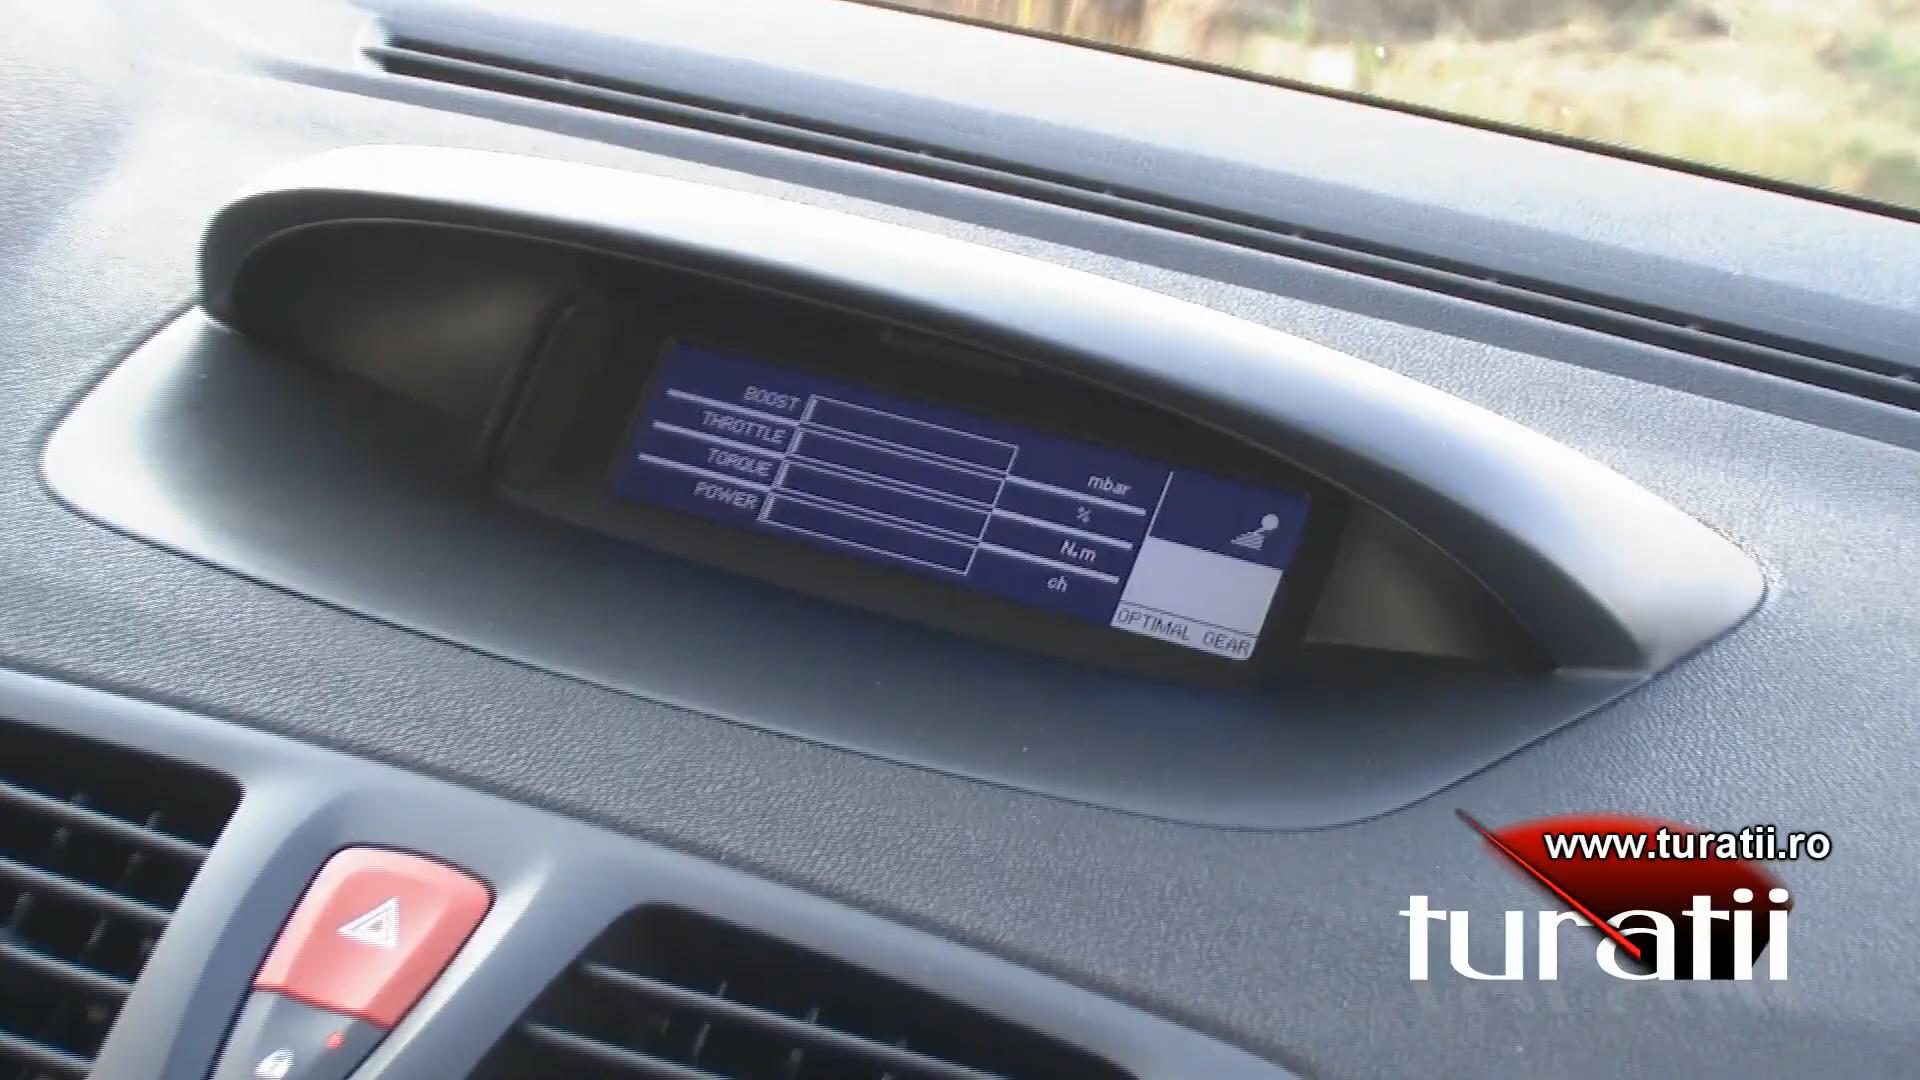 BOOST mbar
THROTTLE %
TORQUE N.m
POWER ch
OPTIMAL GEAR
www.turatii.ro
turatii